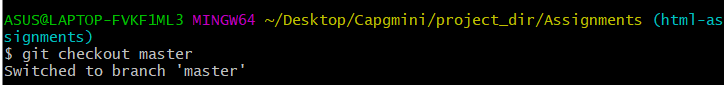 ASUS@LAPTOP-FVKF1ML3 MINGW64 ~/Desktop/Capgmini/project_dir/Assignments (html-as
signments)
$ git checkout master
Switched to branch 'master'